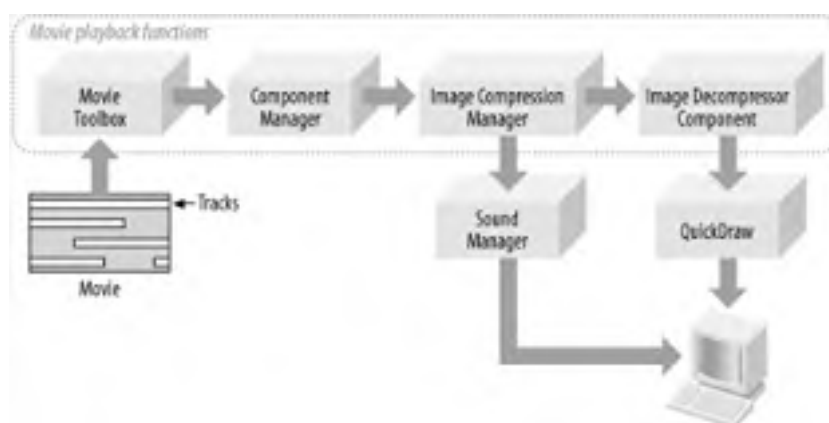 Movie playback functions
Movie
Toolbox
Component
Manager
Image Compression
Manager
Image Decompressor
Component
Tracks
Movie
Sound
Manager
QuickDraw